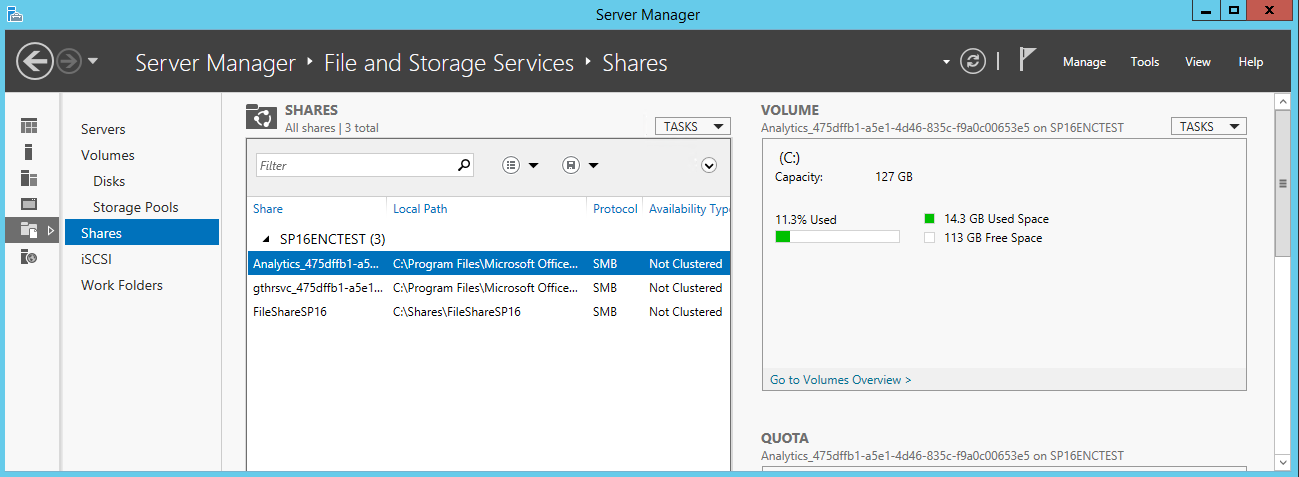 Server Manager
Server Manager ‣ File and Storage Services ‣ Shares
Manage Tools View Help
Servers
Volumes
Disks
Storage Pools
Shares
iSCSI
Work Folders
SHARES
All shares | 3 total
TASKS
Filter
Share Local Path Protocol Availability Type
SP16ENCTEST (3)
Analytics_475dffb1-a5... C:\Program Files\Microsoft Office... SMB Not Clustered
gthrsvc_475dffb1-a5e1... C:\Program Files\Microsoft Office... SMB Not Clustered
FileShareSP16 C:\Shares\FileShareSP16 SMB Not Clustered
VOLUME
Analytics_475dffb1-a5e1-4d46-835c-f9a0c00653e5 on SP16ENCTEST
TASKS
(C:)
Capacity: 127 GB
11.3% Used
14.3 GB Used Space
113 GB Free Space
Go to Volumes Overview >
QUOTA
Analytics_475dffb1-a5e1-4d46-835c-f9a0c00653e5 on SP16ENCTEST